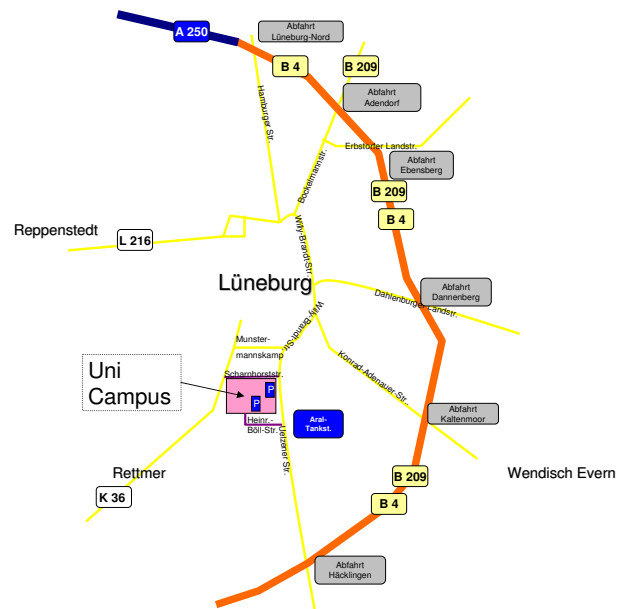 A 250
Abfahrt
Lüneburg-Nord
B 4
B 209
Abfahrt
Adendorf
Hamburger Str.
Bockelmannstr.
Erbstorfer Landstr.
Abfahrt
Ebensberg
B 209
B 4
Reppenstedt
L 216
Willy-Brandt-Str.
Lüneburg
Abfahrt
Dannenberg
Dahlenburger Landstr.
Willy-Brandt-Str.
Munster-
mannskamp
Konrad-Adenauer-Str.
Uni
Campus
Scharnhorststr.
P
P
Heinr.-
Böll-Str.
Uelzener Str.
Aral-
Tankst.
Abfahrt
Kaltenmoor
Rettmer
K 36
B 209
B 4
Wendisch Evern
Abfahrt
Häcklingen